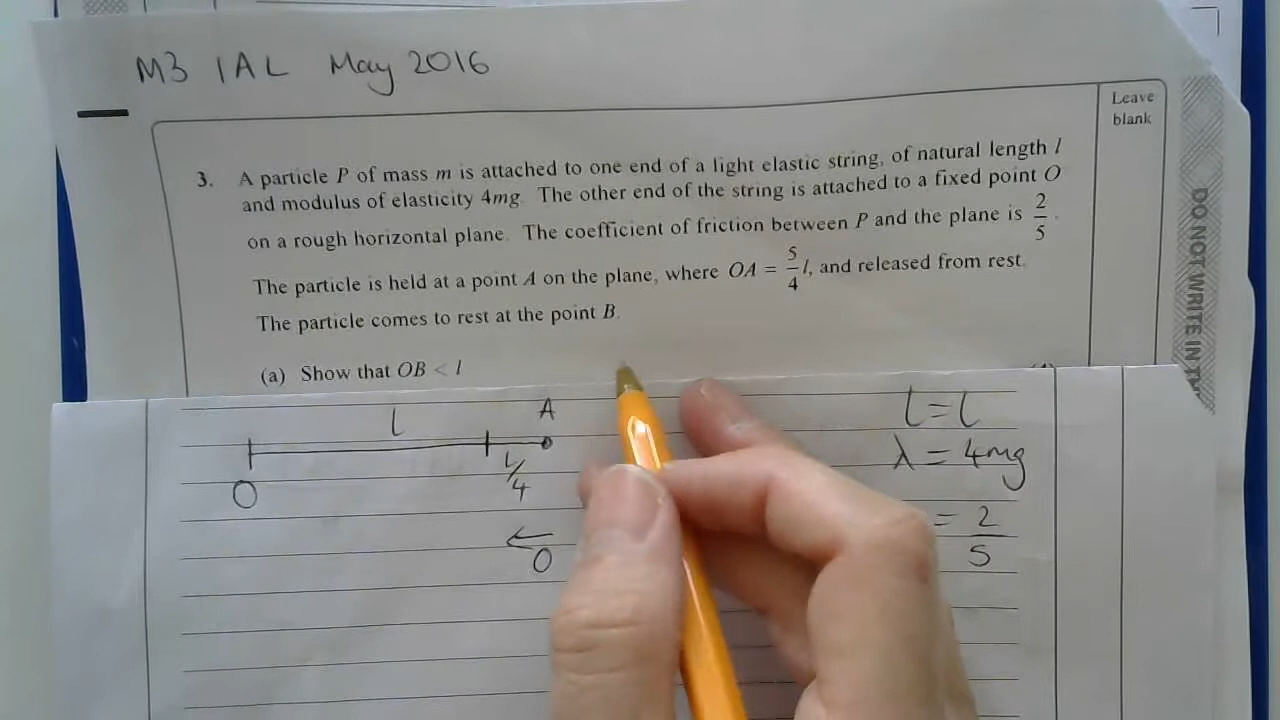 M3 IAL May 2016
Leave
blank
3. A particle P of mass m is attached to one end of a light elastic string, of natural length l
and modulus of elasticity 4mg. The other end of the string is attached to a fixed point O
on a rough horizontal plane. The coefficient of friction between P and the plane is 2/5.
The particle is held at a point A on the plane, where OA = 5/4 l, and released from rest.
The particle comes to rest at the point B.
(a) Show that OB < l
DO NOT WRITE IN
l
A
l = l
L/4
λ = 4mg
O
= 2/5
←
0